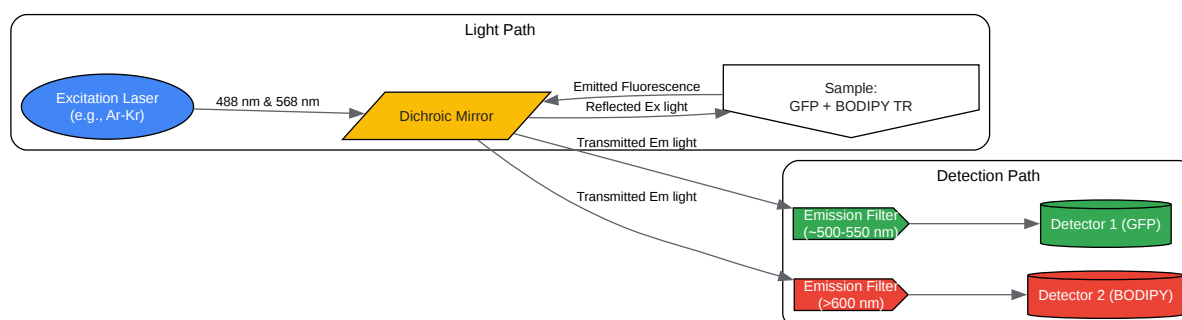 Light Path
Excitation Laser
(e.g., Ar-Kr)
488 nm & 568 nm
Dichroic Mirror
Emitted Fluorescence
Reflected Ex light
Sample:
GFP + BODIPY TR
Transmitted Em light
Transmitted Em light
Detection Path
Emission Filter
(~500-550 nm)
Detector 1 (GFP)
Emission Filter
(>600 nm)
Detector 2 (BODIPY)